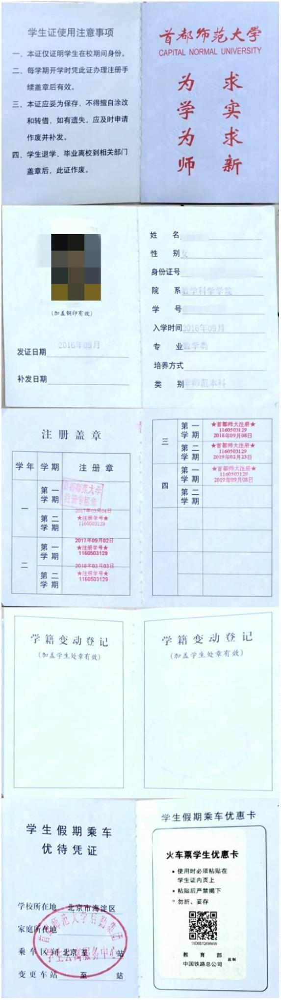 学生证使用注意事项
一、本证仅证明学生在校期间身份。
二、每学期开学时凭此证办理注册手
续盖章后有效。
三、本证应妥为保存，不得擅自涂改
和转借，如有遗失，应及时申请
作废并补发。
四、学生退学、毕业离校到相关部门
盖章后，此证作废。
首都师范大学
CAPITAL NORMAL UNIVERSITY
为学为师
求实求新
(加盖钢印有效)
发证日期 2016年09月
补发日期
姓 名
性 别 女
身份证号
院 系 数学科学学院
学 号
入学时间 2016年09月
专 业 数学类
培养方式
类 别 非师范本科
注册盖章
学年 学期 注册章
一 第一学期 首都师范大学 注册专用章
第二学期 2017年03月04日
★注册学号★
1160503129
二 第一学期 2017年09月02日
★注册学号★
1160503129
第二学期 2018年03月03日
★注册学号★
1160503129
三 第一学期 ★首都师大注册★
1160503129
2018年09月08日
第二学期 ★首都师大注册★
1160503129
2019年02月23日
四 第一学期 ★首都师大注册★
1160503129
2019年09月08日
第二学期
学籍变动登记
(加盖学生处章有效)
学籍变动登记
(加盖学生处章有效)
学生假期乘车
优待凭证
学校所在地 北京市海淀区
家庭所在地
乘车区间 北京 至 站
变更车站 至 站
首都师范大学后勤集团
学生公寓服务中心
学生假期乘车优惠卡
火车票学生优惠卡
• 使用时必须粘贴在
学生证内页上
• 粘贴后严禁揭下
• 勿折、妥存
15D6B7Q5WWW
教育部
中国铁路总公司 监制